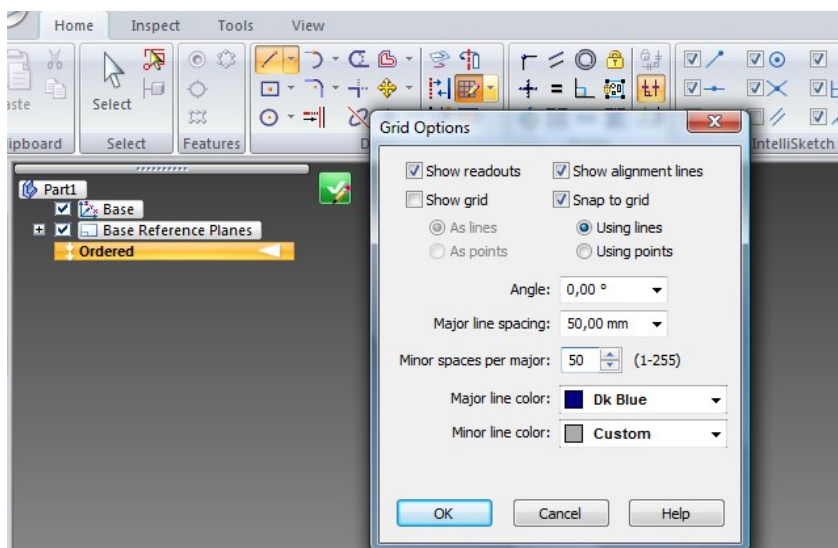 Home Inspect Tools View
aste
Select
ipboard Select Features IntelliSketch
Grid Options
Part1
Base
Base Reference Planes
Ordered
Show readouts Show alignment lines
Show grid Snap to grid
As lines Using lines
As points Using points
Angle: 0,00 °
Major line spacing: 50,00 mm
Minor spaces per major: 50 (1-255)
Major line color: Dk Blue
Minor line color: Custom
OK Cancel Help